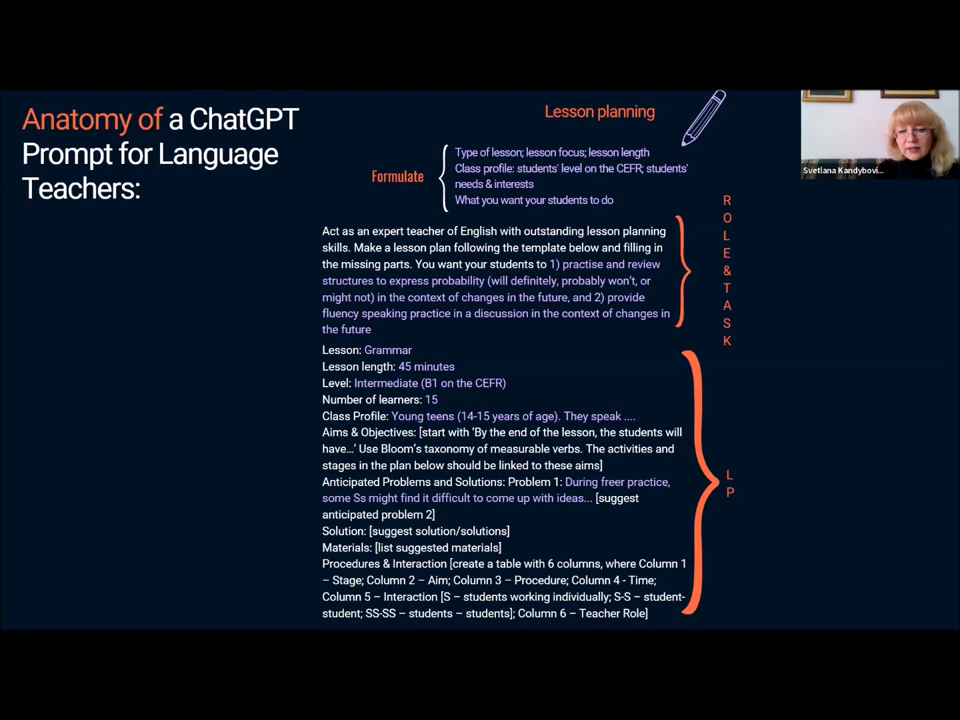 Anatomy of a ChatGPT
Prompt for Language
Teachers:
Lesson planning
Formulate
Type of lesson; lesson focus; lesson length
Class profile: students' level on the CEFR; students'
needs & interests
What you want your students to do
Act as an expert teacher of English with outstanding lesson planning
skills. Make a lesson plan following the template below and filling in
the missing parts. You want your students to 1) practise and review
structures to express probability (will definitely, probably won't, or
might not) in the context of changes in the future, and 2) provide
fluency speaking practice in a discussion in the context of changes in
the future
ROLE&TASK
Lesson: Grammar
Lesson length: 45 minutes
Level: Intermediate (B1 on the CEFR)
Number of learners: 15
Class Profile: Young teens (14-15 years of age). They speak ....
Aims & Objectives: [start with 'By the end of the lesson, the students will
have…' Use Bloom's taxonomy of measurable verbs. The activities and
stages in the plan below should be linked to these aims]
Anticipated Problems and Solutions: Problem 1: During freer practice,
some Ss might find it difficult to come up with ideas... [suggest
anticipated problem 2]
Solution: [suggest solution/solutions]
Materials: [list suggested materials]
Procedures & Interaction [create a table with 6 columns, where Column 1
– Stage; Column 2 – Aim; Column 3 – Procedure; Column 4 - Time;
Column 5 – Interaction [S – students working individually; S-S – student-
student; SS-SS – students – students]; Column 6 – Teacher Role]
LP
Svetlana Kandybovi...